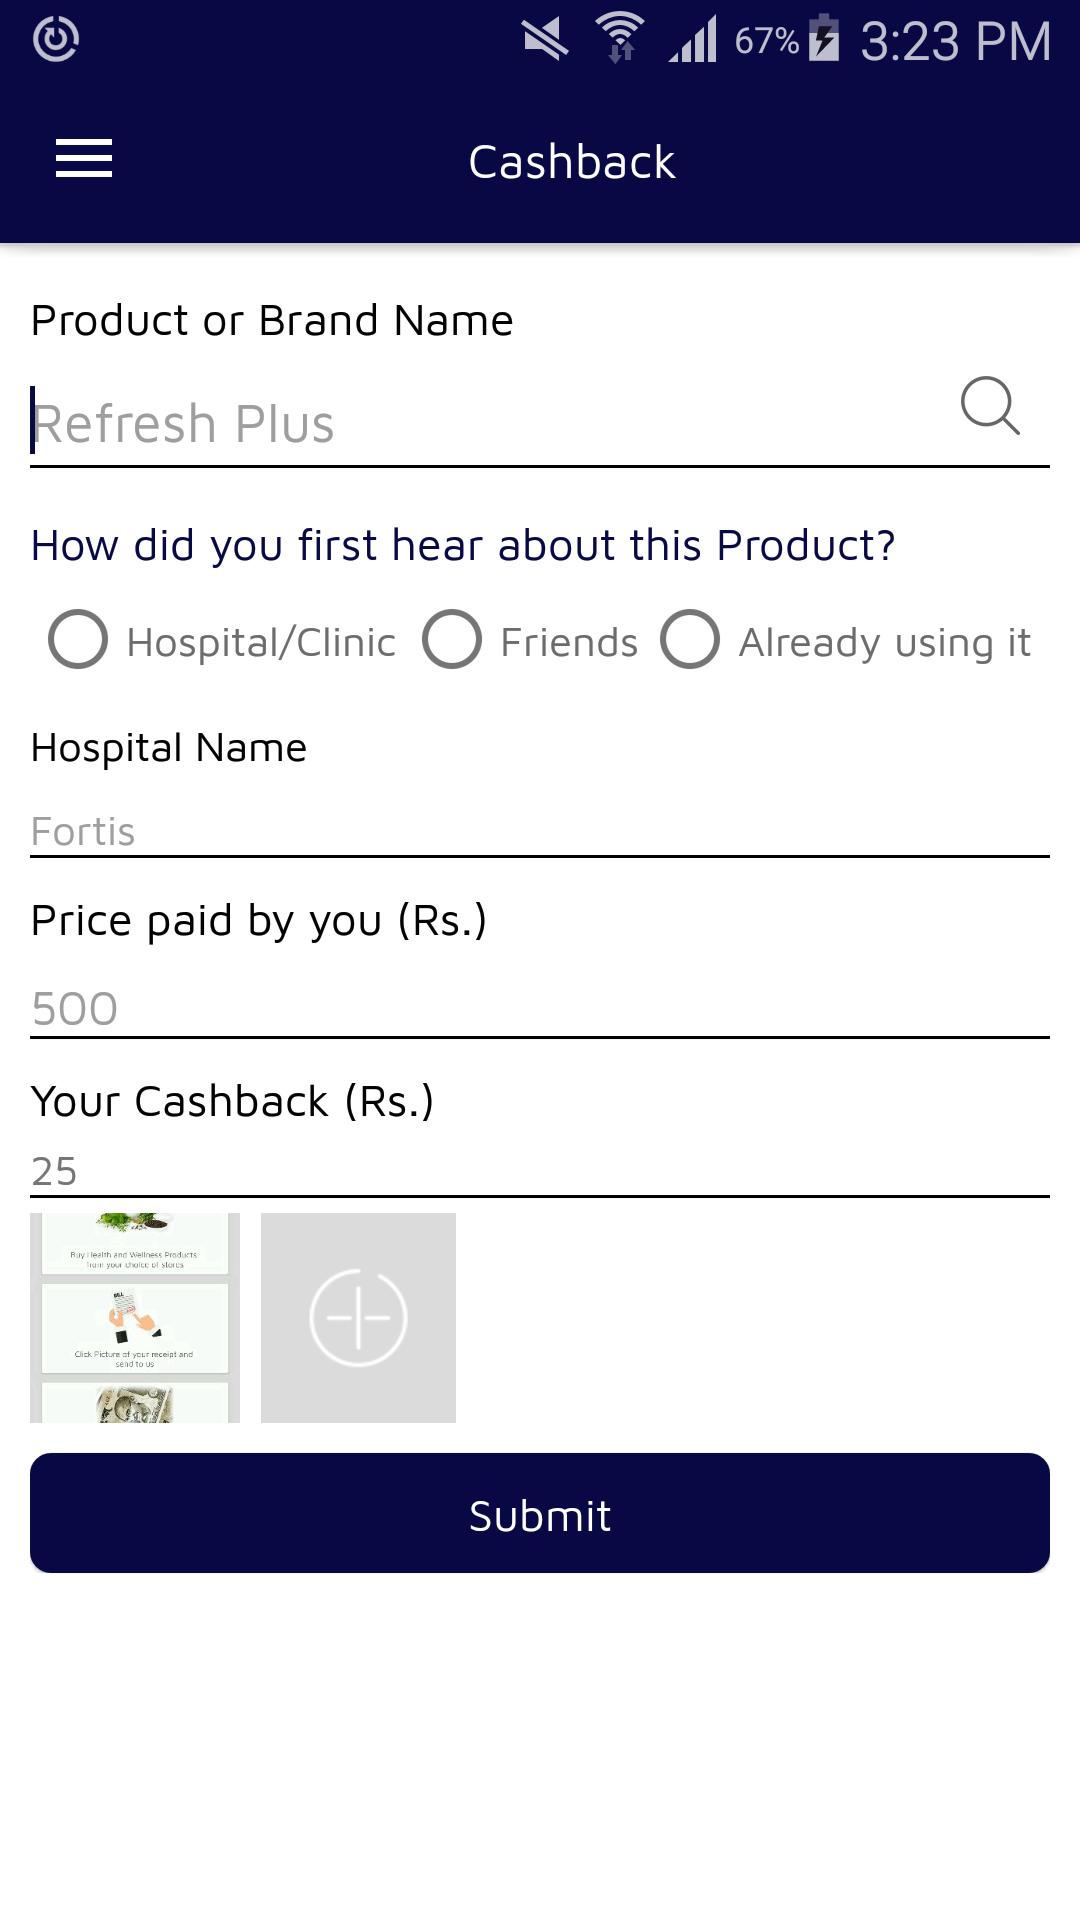 67% 3:23 PM
Cashback
Product or Brand Name
Refresh Plus
How did you first hear about this Product?
Hospital/Clinic Friends Already using it
Hospital Name
Fortis
Price paid by you (Rs.)
500
Your Cashback (Rs.)
25
Buy Health and Wellness Products
from your choice of stores
BILL
Click Picture of your receipt and
send to us
Submit